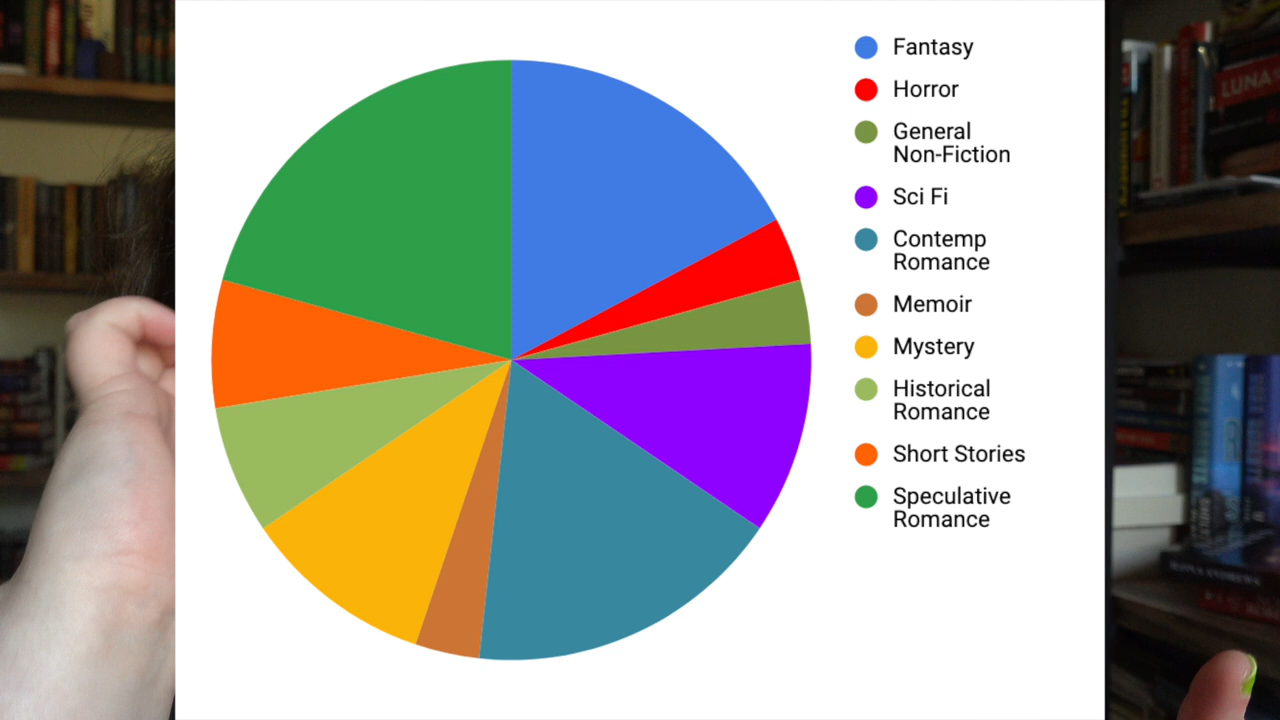 Fantasy
Horror
General
Non-Fiction
Sci Fi
Contemp
Romance
Memoir
Mystery
Historical
Romance
Short Stories
Speculative
Romance
LUNA